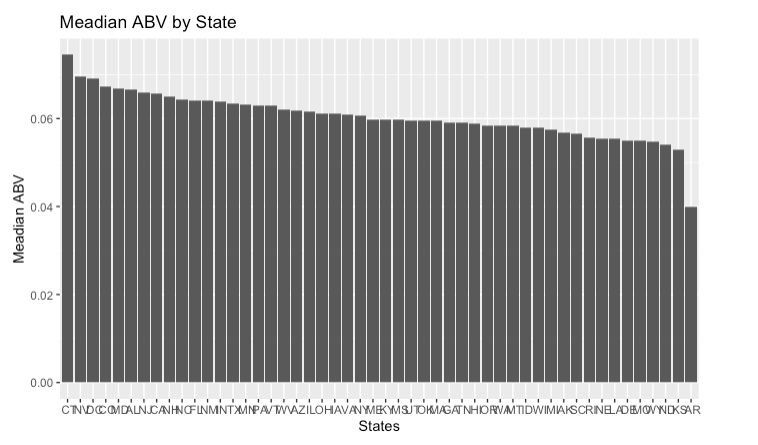 Meadian ABV by State
0.06
0.04
0.02
0.00
Meadian ABV
CT NV DC CO MD AL NJ CA NH NC FL NM IN TX MN PA VT WV AZ IL OH IA VA NY ME KY MS UT OK MA GA TN HI OR WA MT ID WI MI AK SC RI NE LA DE MO WY ND KS AR
States